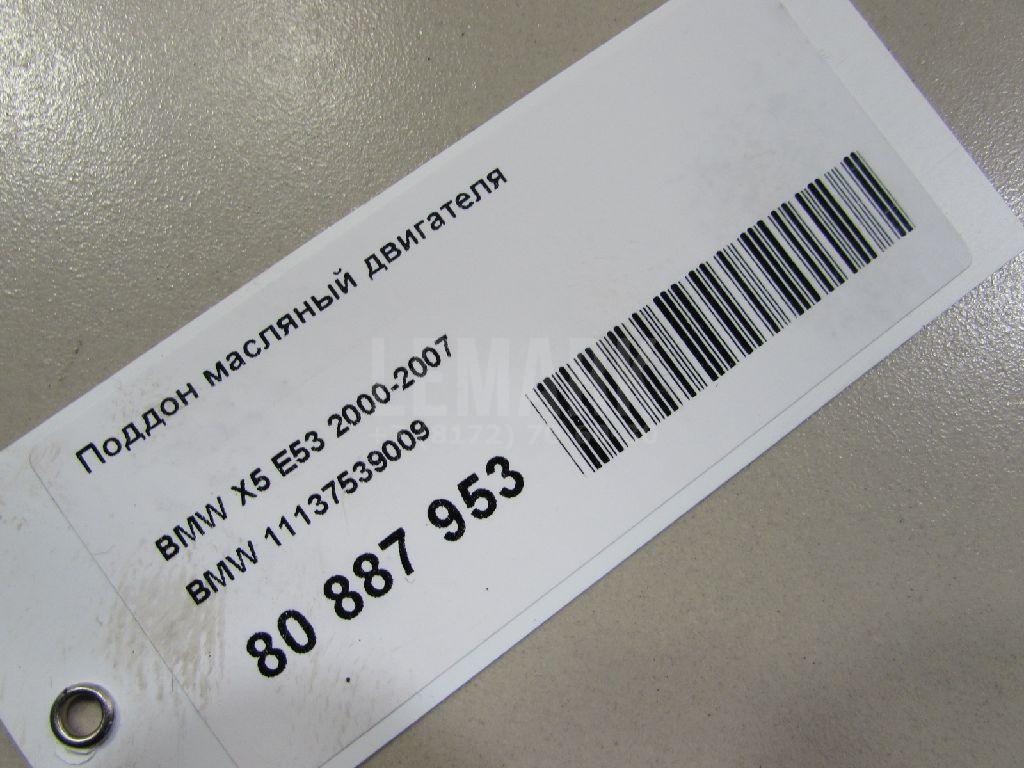 Поддон масляный двигателя
BMW X5 E53 2000-2007
BMW 11137539009
80 887 953